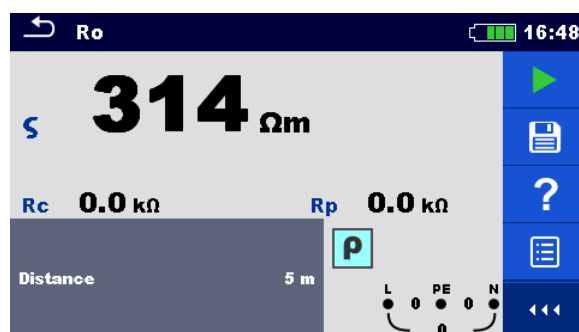 Ro 16:48
ς 314 Ωm
Rc 0.0 kΩ Rp 0.0 kΩ
?
ρ
Distance 5 m
L PE N
0 0
0